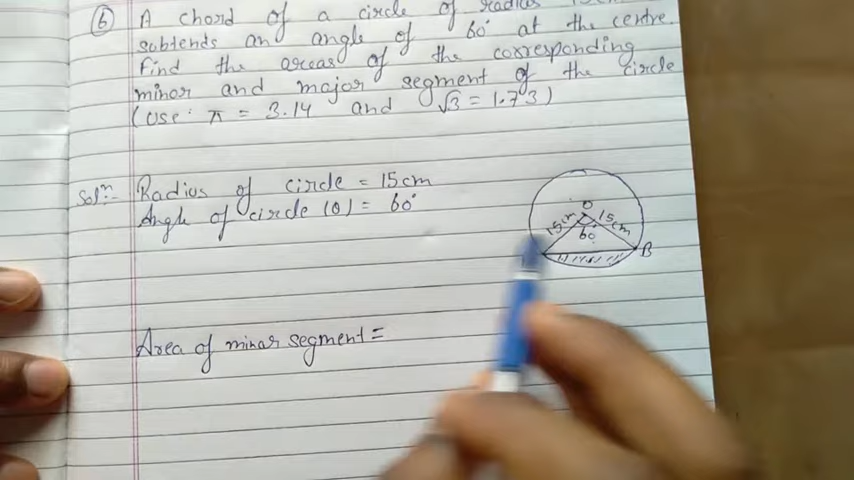 (6) A chord of a circle of radius 15cm
subtends an angle of 60° at the centre
Find the areas of the corresponding
minor and major segment of the circle
(Use π = 3.14 and √3 = 1.73)
Solⁿ:- Radius of circle = 15cm
Angle of circle (θ) = 60°
O
15cm 15cm
60°
B
Area of minar segment =